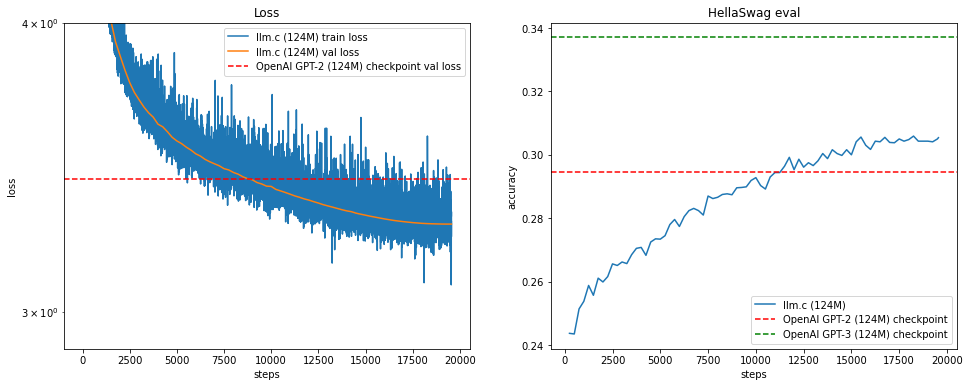 Loss
4 × 10⁰
3 × 10⁰
loss
0
2500
5000
7500
10000
12500
15000
17500
20000
steps
llm.c (124M) train loss
llm.c (124M) val loss
OpenAI GPT-2 (124M) checkpoint val loss
HellaSwag eval
0.34
0.32
0.30
0.28
0.26
0.24
accuracy
0
2500
5000
7500
10000
12500
15000
17500
20000
steps
llm.c (124M)
OpenAI GPT-2 (124M) checkpoint
OpenAI GPT-3 (124M) checkpoint